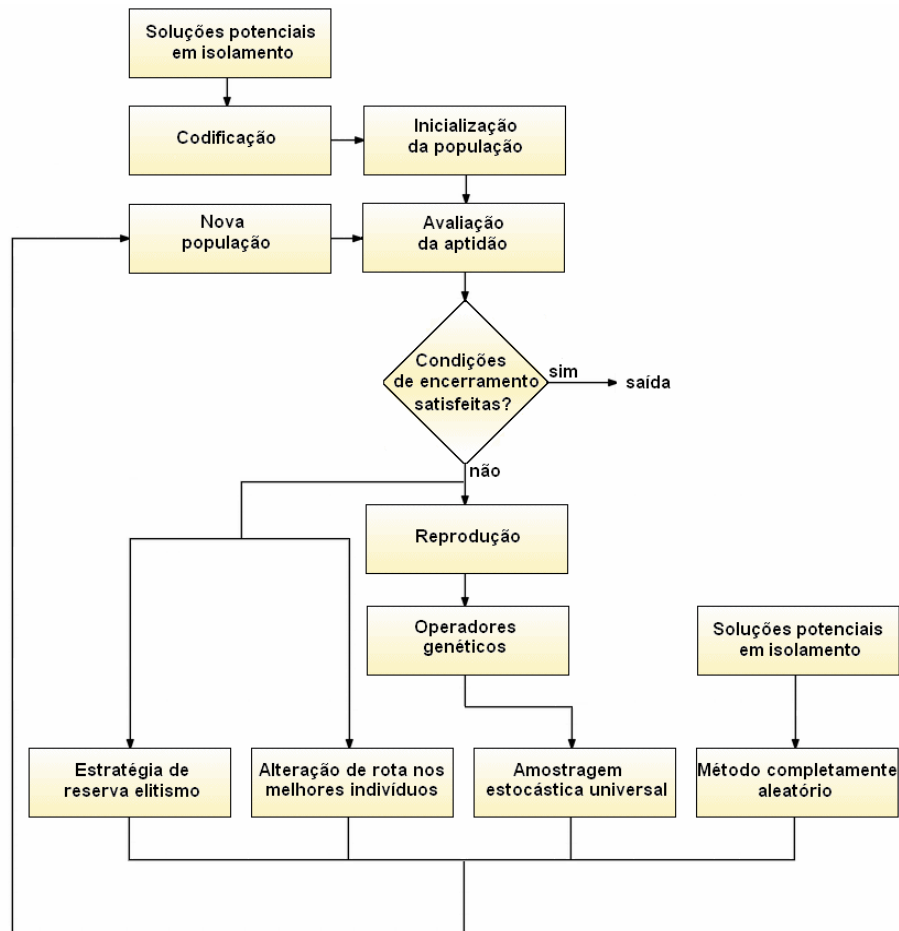 Soluções potenciais
em isolamento
Codificação
Inicialização
da população
Nova
população
Avaliação
da aptidão
Condições
de encerramento
satisfeitas?
sim
saída
não
Reprodução
Operadores
genéticos
Soluções potenciais
em isolamento
Estratégia de
reserva elitismo
Alteração de rota nos
melhores indivíduos
Amostragem
estocástica universal
Método completamente
aleatório